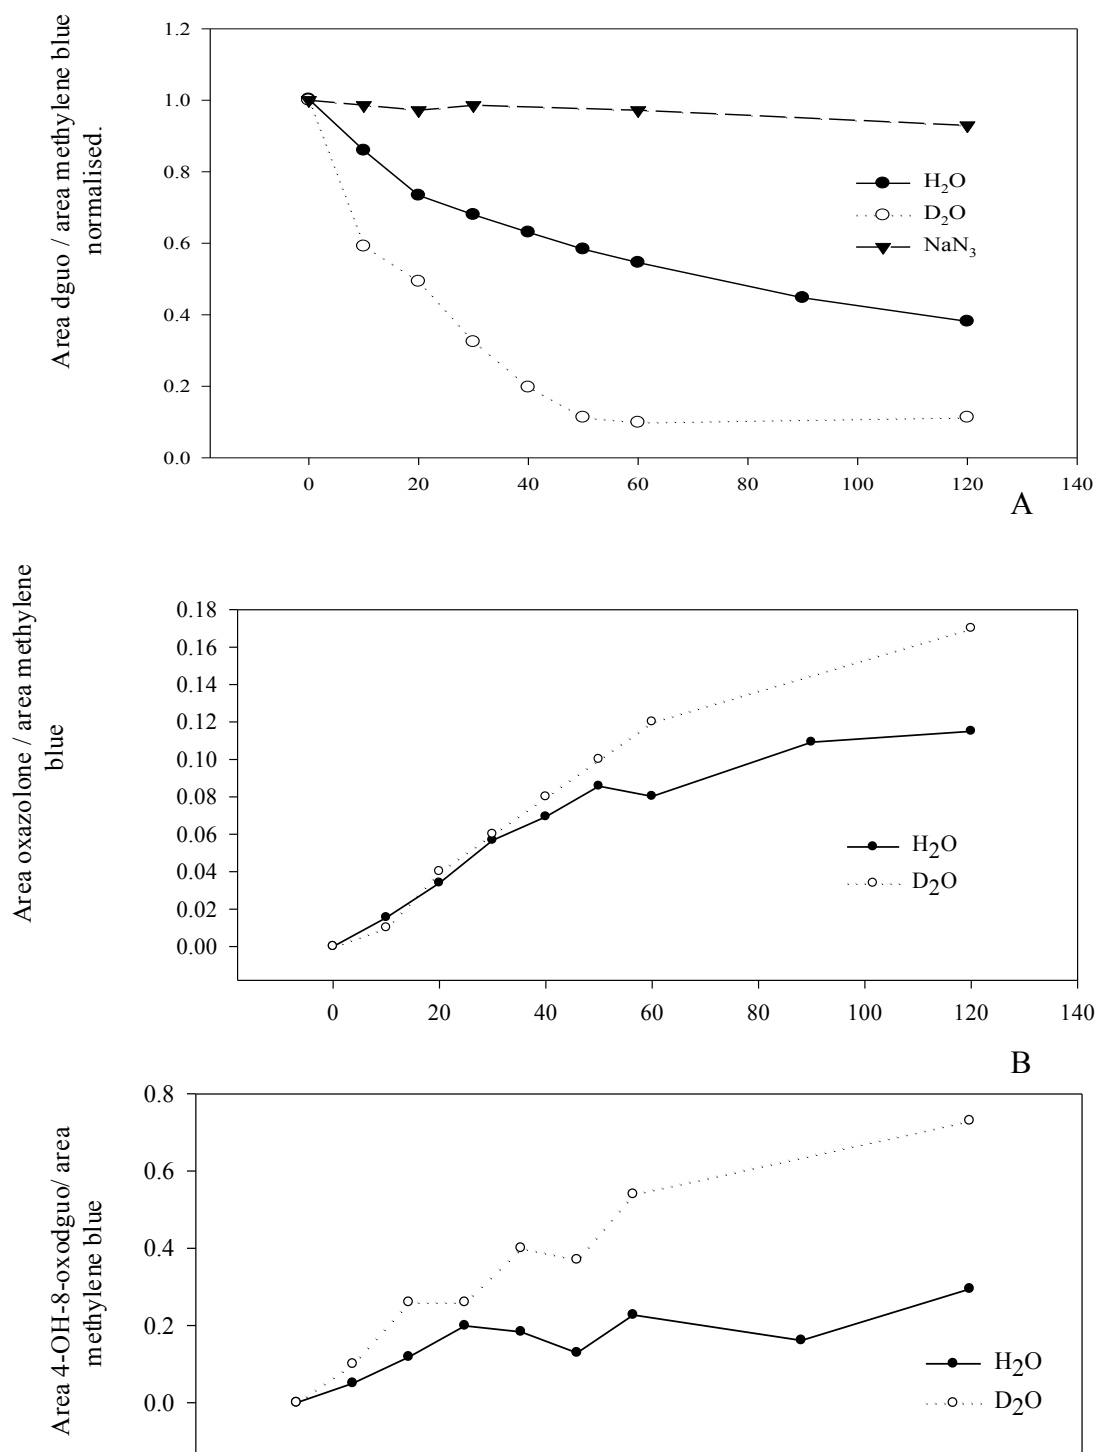 Area dguo / area methylene blue
normalised.
1.2
1.0
0.8
0.6
0.4
0.2
0.0
H₂O
D₂O
NaN₃
0 20 40 60 80 100 120 140
A
Area oxazolone / area methylene
blue
0.18
0.16
0.14
0.12
0.10
0.08
0.06
0.04
0.02
0.00
H₂O
D₂O
0 20 40 60 80 100 120 140
B
Area 4-OH-8-oxodguo/ area
methylene blue
0.8
0.6
0.4
0.2
0.0
H₂O
D₂O